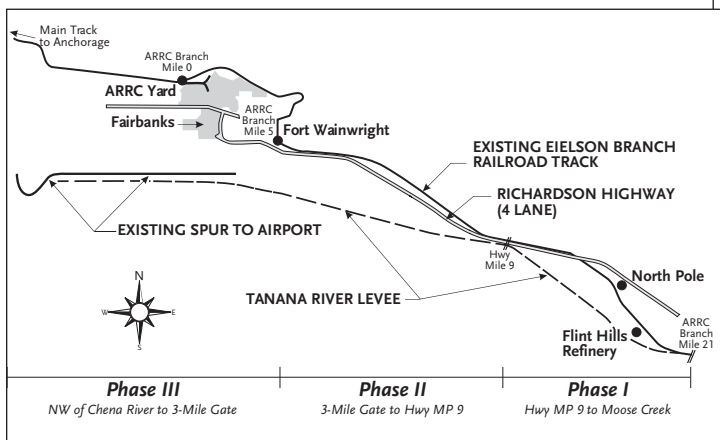 Main Track
to Anchorage
ARRC Branch
Mile 0
ARRC Yard
Fairbanks
ARRC
Branch
Mile 5
Fort Wainwright
EXISTING EIELSON BRANCH
RAILROAD TRACK
RICHARDSON HIGHWAY
(4 LANE)
EXISTING SPUR TO AIRPORT
Hwy
Mile 9
North Pole
TANANA RIVER LEVEE
N
W
E
S
Flint Hills
Refinery
ARRC
Branch
Mile 21
Phase III
NW of Chena River to 3-Mile Gate
Phase II
3-Mile Gate to Hwy MP 9
Phase I
Hwy MP 9 to Moose Creek